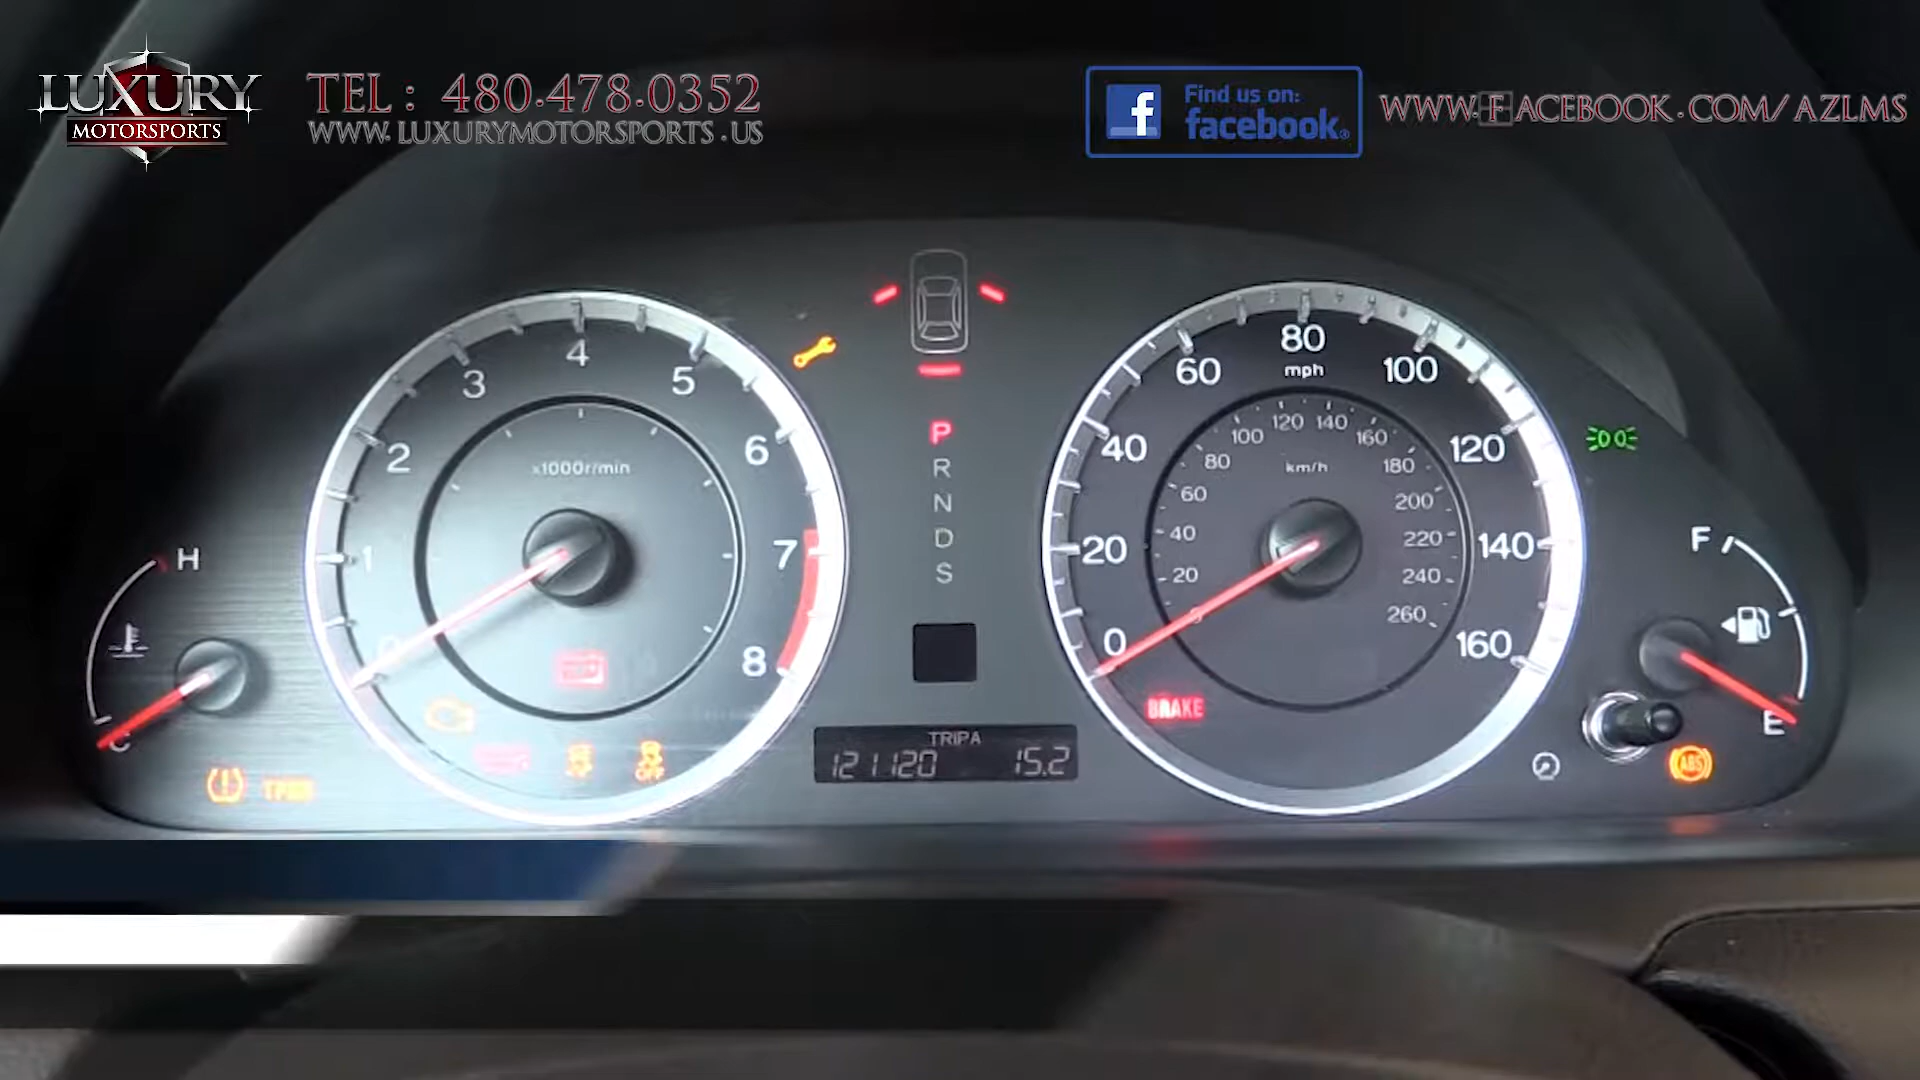 LUXURY
MOTORSPORTS
TEL : 480.478.0352
WWW.LUXURYMOTORSPORTS.US
f
Find us on:
facebook®
WWW.FACEBOOK.COM/AZLMS
H
C
0
1
2
3
4
5
6
7
8
x1000r/min
P
R
N
D
S
TRIP A
121120 15.2
0
20
40
60
80
100
120
140
160
mph
20
40
60
80
100
120
140
160
180
200
220
240
260
km/h
BRAKE
TPMS
OFF
F
E
ABS